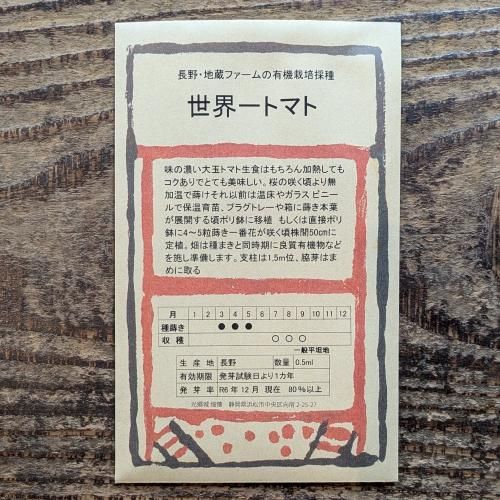 長野・地蔵ファームの有機栽培採種
世界一トマト
味の濃い大玉トマト生食はもちろん加熱しても
コクありでとても美味しい。桜の咲く頃より無
加温で蒔けそれ以前は温床やガラス ビニー
ルで保温育苗、プラグトレーや箱に蒔き本葉
が展開する頃ポリ鉢に移植 もしくは直接ポリ
鉢に4〜5粒蒔き一番花が咲く頃株間50㎝に
定植。畑は種まきと同時期に良質有機物など
を施し準備します。支柱は1.5m位、脇芽はま
めに取る
月 1 2 3 4 5 6 7 8 9 10 11 12
種蒔き ● ● ●
収 種 ○ ○ ○
一般平坦地
生 産 地 長野 数量 0.5ml
有効期限 発芽試験日より1カ年
発 芽 率 R6年 12月 現在 80%以上
光郷城 畑懐 静岡県浜松市中央区向宿2-25-27